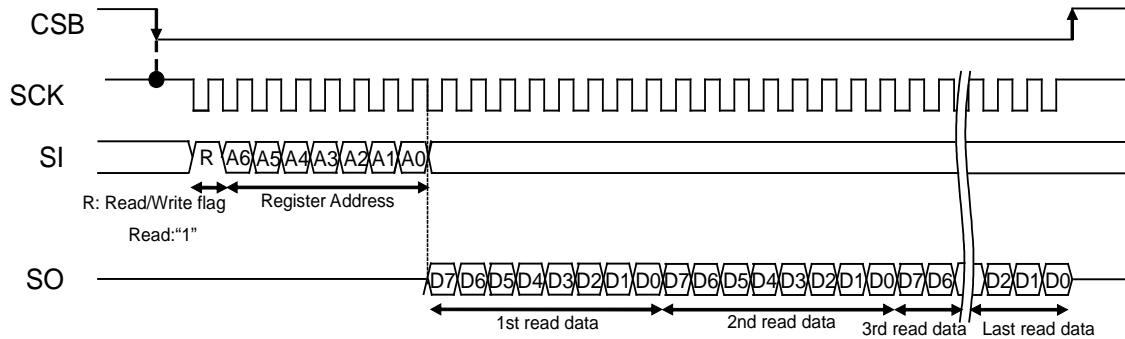 CSB
SCK
SI R A6 A5 A4 A3 A2 A1 A0
R: Read/Write flag Register Address
Read:“1”
SO D7 D6 D5 D4 D3 D2 D1 D0 D7 D6 D5 D4 D3 D2 D1 D0 D7 D6 D2 D1 D0
1st read data 2nd read data 3rd read data Last read data